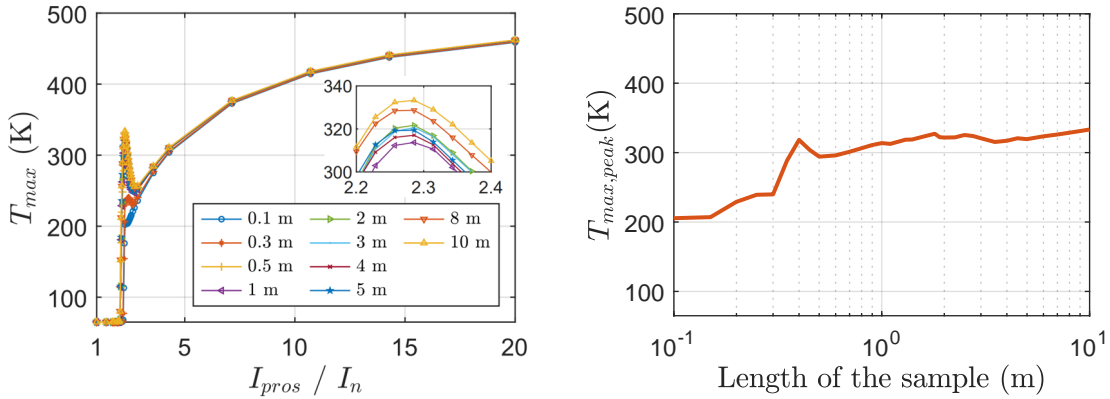 500
400
300
200
100
T_max (K)
1
5
10
15
20
I_pros / I_n
340
320
300
2.2
2.3
2.4
0.1 m
0.3 m
0.5 m
1 m
2 m
3 m
4 m
5 m
8 m
10 m
500
400
300
200
100
T_max,peak(K)
10^-1
10^0
10^1
Length of the sample (m)